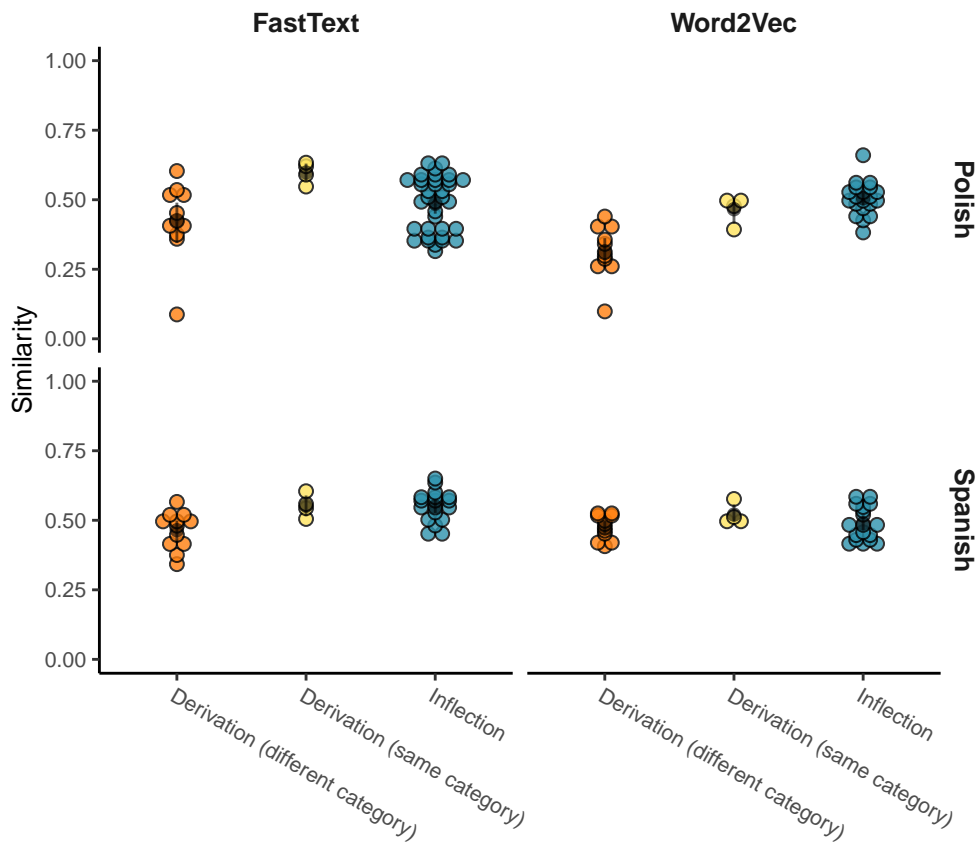 FastText
Word2Vec
1.00
0.75
0.50
0.25
0.00
Polish
1.00
0.75
0.50
0.25
0.00
Spanish
Similarity
Derivation (different category)
Derivation (same category)
Inflection
Derivation (different category)
Derivation (same category)
Inflection